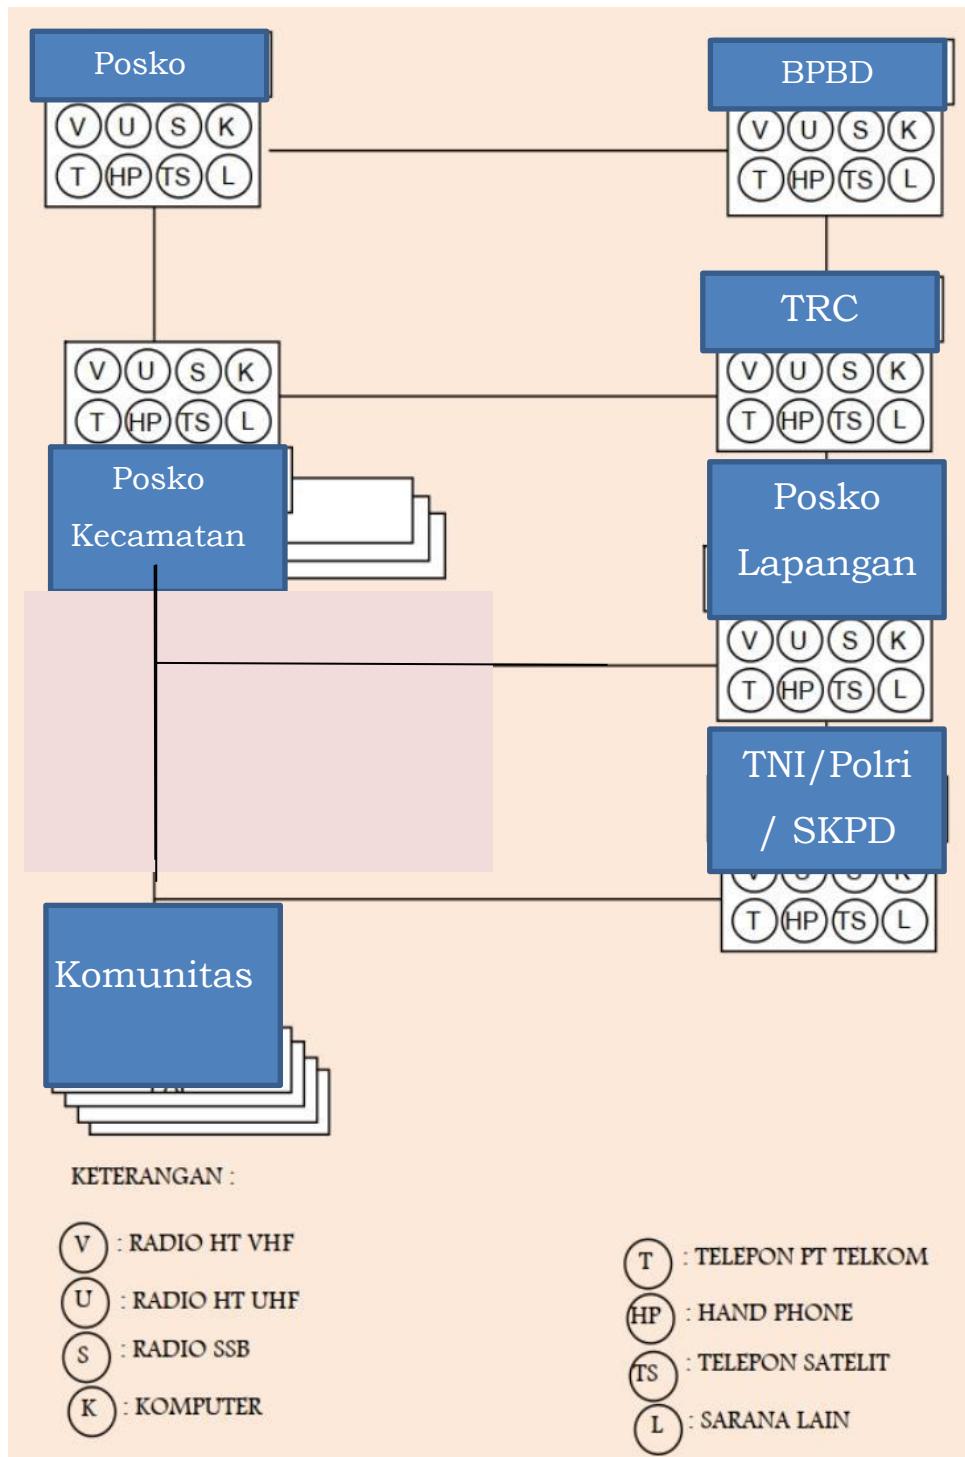 Posko
BPBD
V U S K
V U S K
T HP TS L
T HP TS L
TRC
V U S K
V U S K
T HP TS L
T HP TS L
Posko
Kecamatan
Posko
Lapangan
V U S K
T HP TS L
TNI/Polri
/ SKPD
V U S K
T HP TS L
Komunitas
KETERANGAN :
V : RADIO HT VHF
U : RADIO HT UHF
S : RADIO SSB
K : KOMPUTER
T : TELEPON PT TELKOM
HP : HAND PHONE
TS : TELEPON SATELIT
L : SARANA LAIN